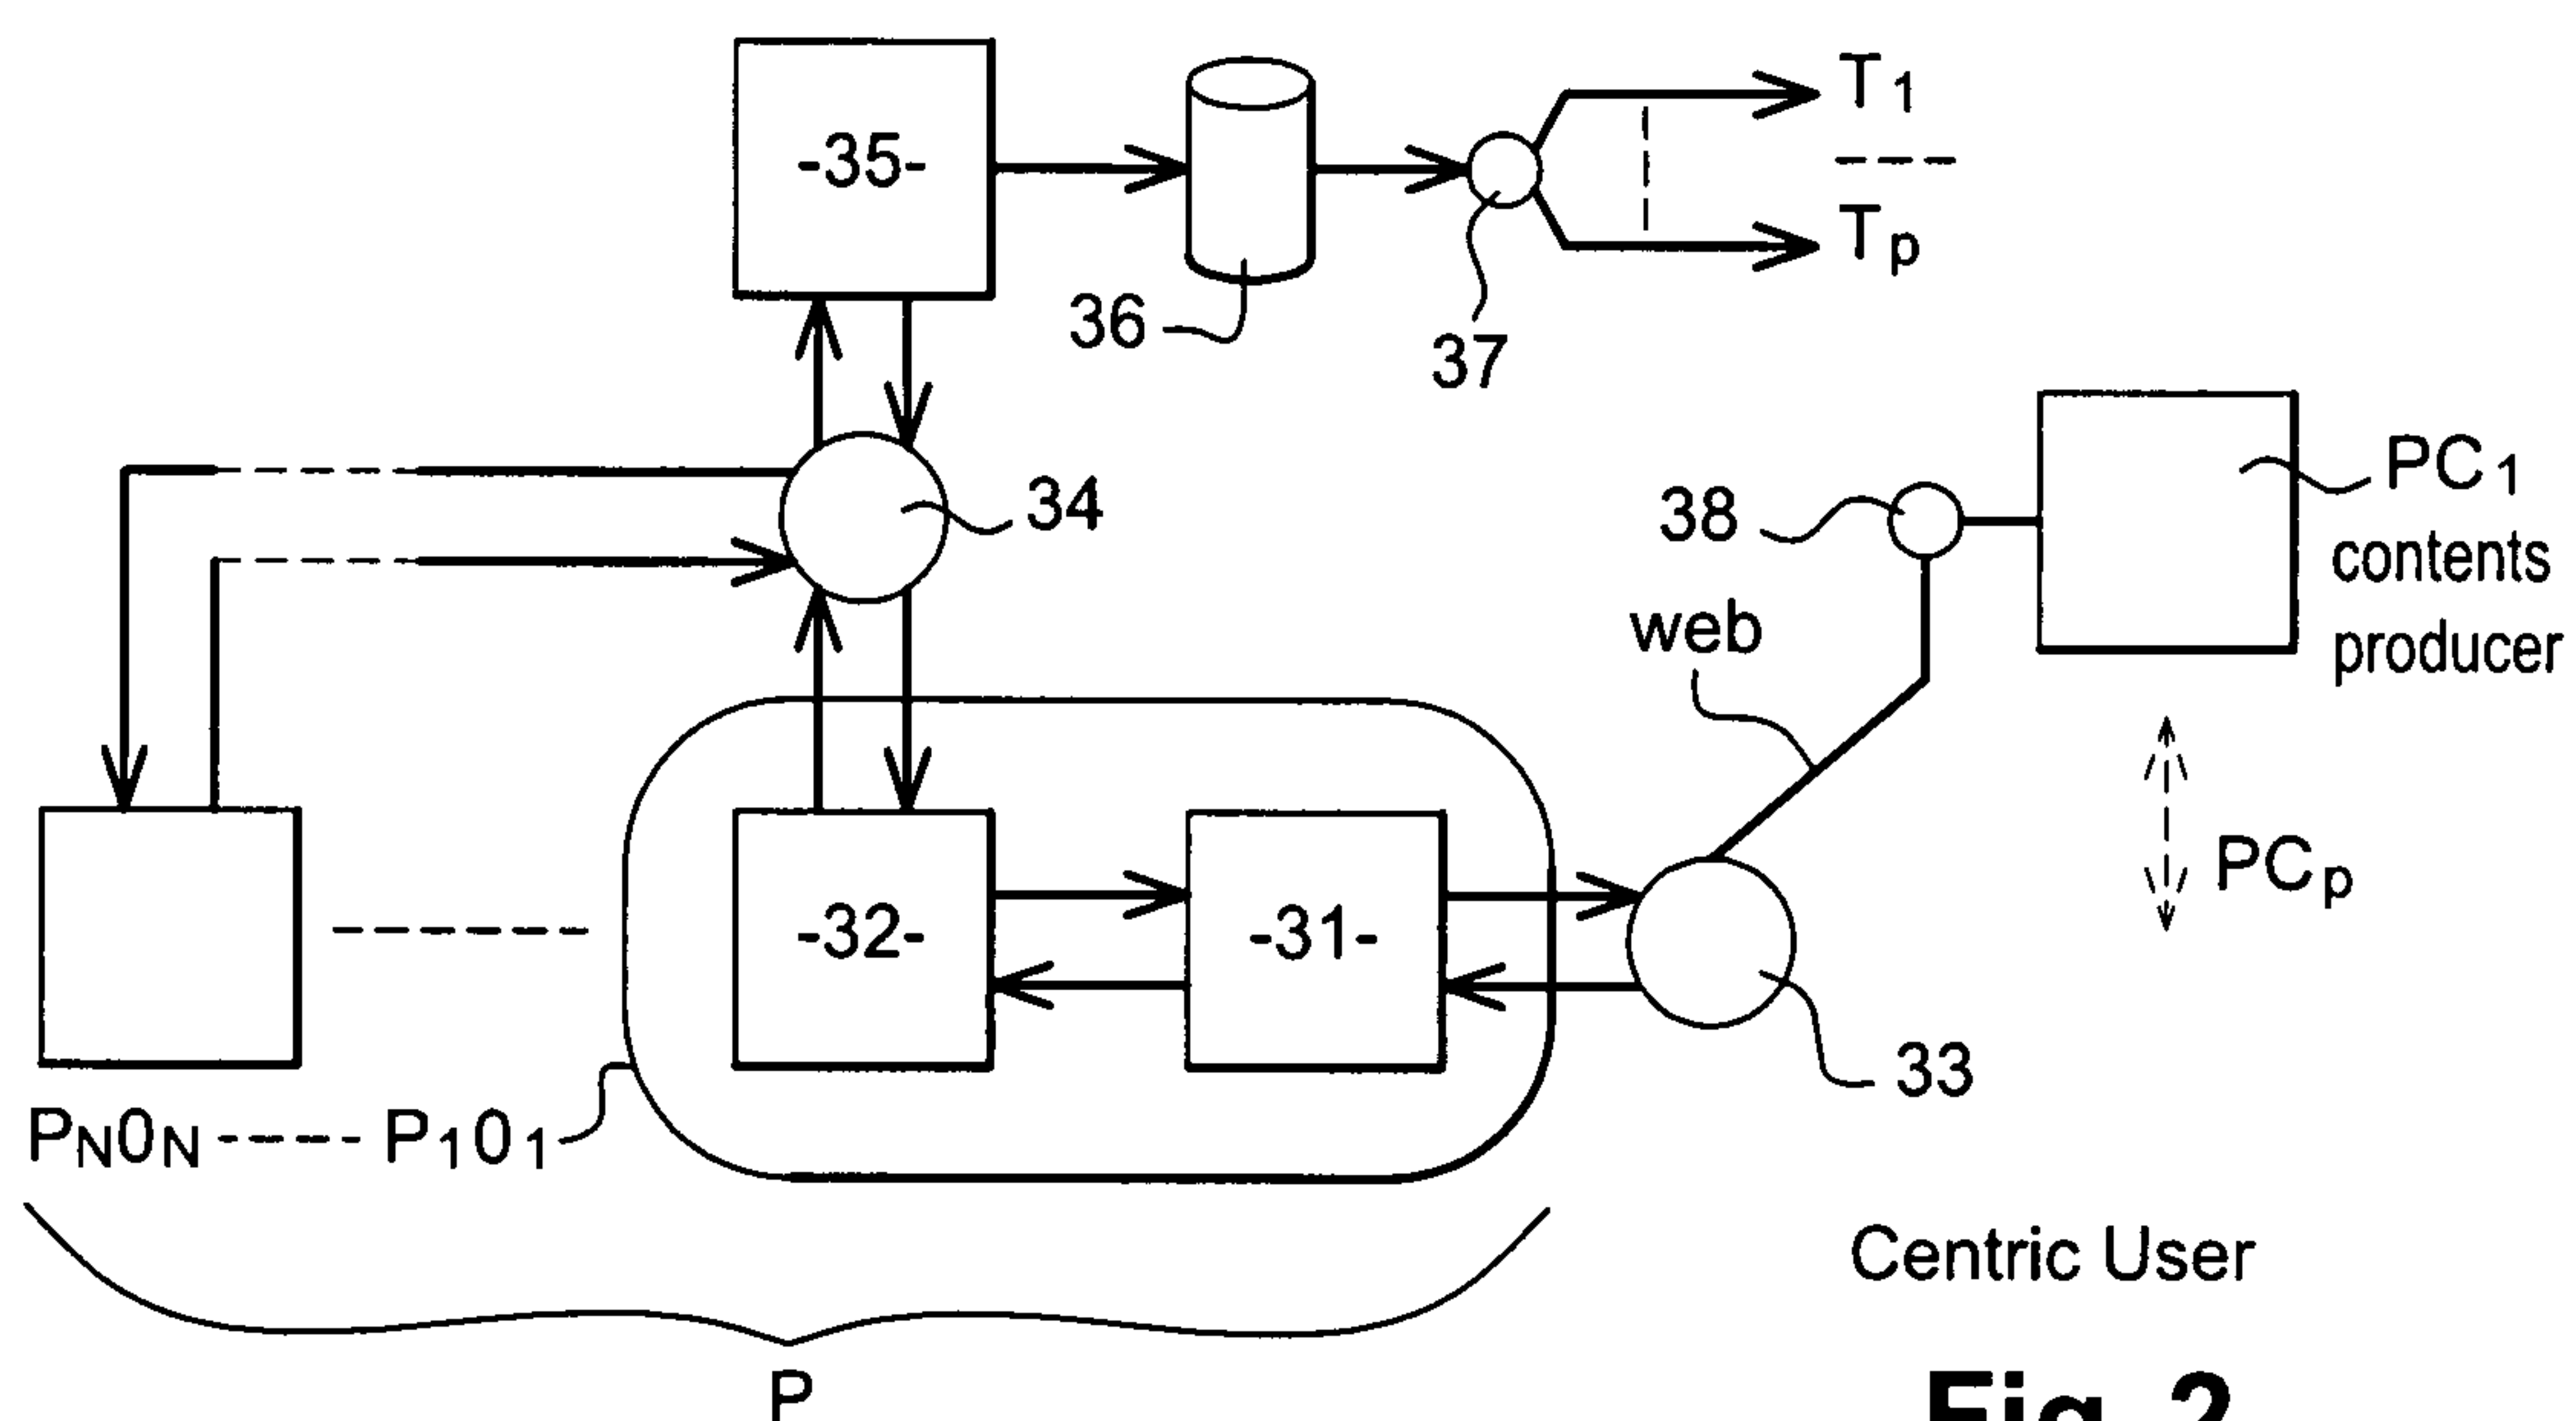 T1
-35-
Tp
36
37
PC1
34
38
contents
web
producer
PCp
-32-
-31-
33
PN0N ----- P101
Centric User
P
Fig. 2